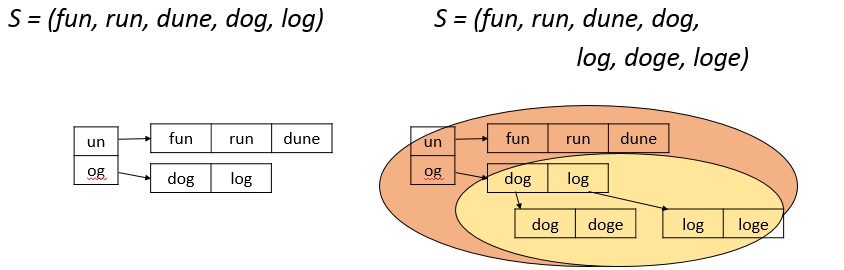 S = (fun, run, dune, dog, log)
un fun run dune
og dog log
S = (fun, run, dune, dog,
log, doge, loge)
un fun run dune
og dog log
dog doge log loge